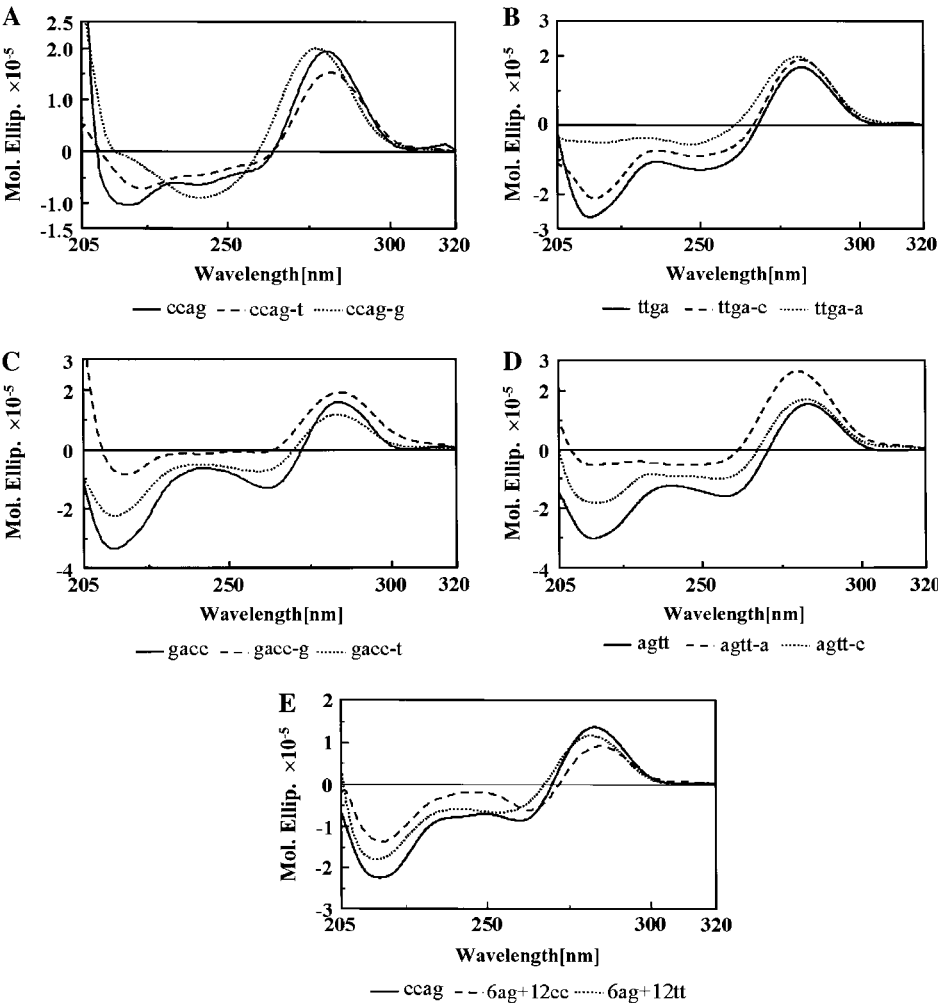 A
Mol. Ellip. ×10-5
2.5
2.0
1.0
0
-1.0
-1.5
205
250
300
320
Wavelength[nm]
ccag ccag-t ccag-g
B
Mol. Ellip. ×10-5
3
2
0
-2
-3
205
250
300
320
Wavelength[nm]
ttga ttga-c ttga-a
C
Mol. Ellip. ×10-5
3
2
0
-2
-4
205
250
300
320
Wavelength[nm]
gacc gacc-g gacc-t
D
Mol. Ellip. ×10-5
3
2
0
-2
-4
205
250
300
320
Wavelength[nm]
agtt agtt-a agtt-c
E
Mol. Ellip. ×10-5
2
1
0
-1
-2
-3
205
250
300
320
Wavelength[nm]
ccag 6ag+12cc 6ag+12tt